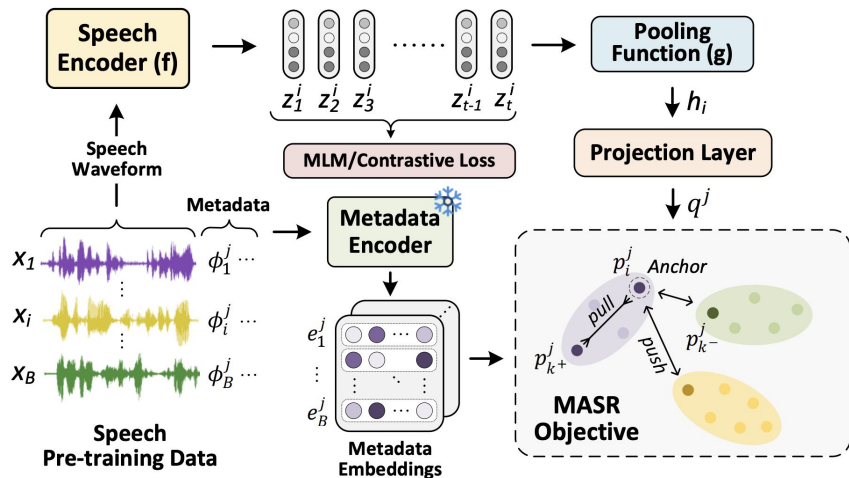 Speech
Encoder (f)
z_1^i z_2^i z_3^i ...... z_{t-1}^i z_t^i
Pooling
Function (g)
MLM/Contrastive Loss
h_i
Projection Layer
q^j
Speech
Waveform
Metadata
X_1 ϕ_1^j ...
X_i ϕ_i^j ...
X_B ϕ_B^j ...
Speech
Pre-training Data
Metadata
Encoder
e_1^j
e_B^j
Metadata
Embeddings
p_i^j Anchor
pull
p_{k^+}^j
p_{k^-}^j
push
MASR
Objective